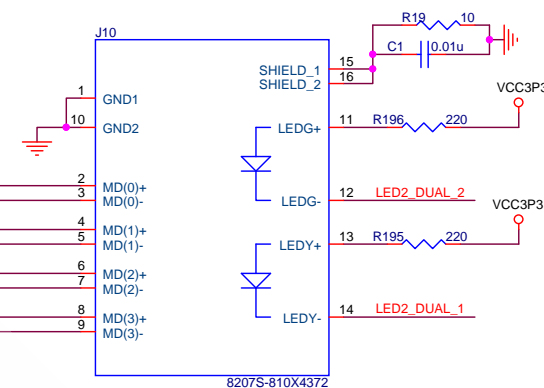 J10
R19 10
C1 0.01u
SHIELD_1 15
SHIELD_2 16
1 GND1
VCC3P3
10 GND2
LEDG+ 11 R196 220
2 MD(0)+
3 MD(0)-
LEDG- 12 LED2_DUAL_2
VCC3P3
4 MD(1)+
5 MD(1)-
LEDY+ 13 R195 220
6 MD(2)+
7 MD(2)-
8 MD(3)+
9 MD(3)-
LEDY- 14 LED2_DUAL_1
8207S-810X4372